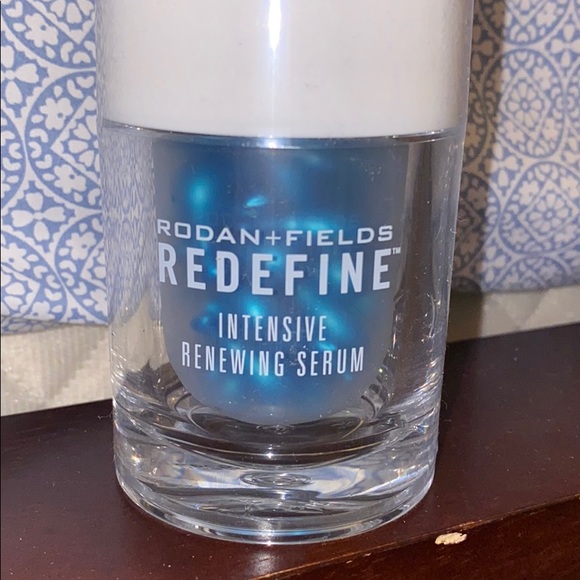 RODAN+FIELDS
REDEFINE™
INTENSIVE
RENEWING SERUM